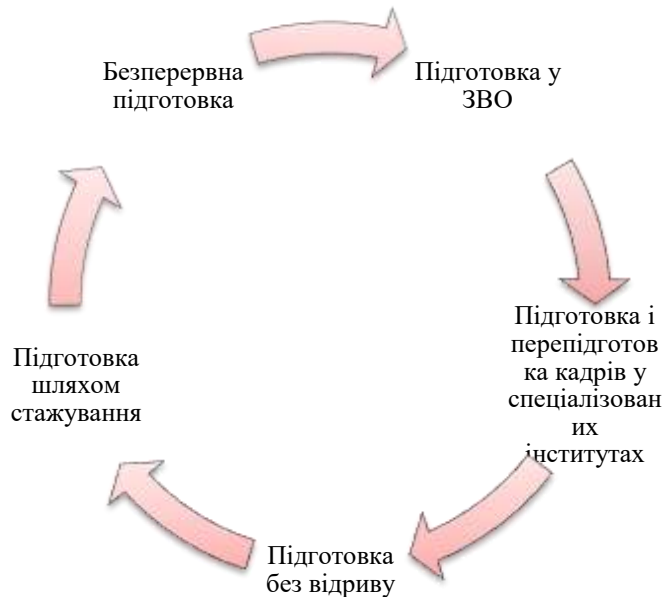 Безперервна
підготовка
Підготовка у
ЗВО
Підготовка і
перепідготов
ка кадрів у
спеціалізован
их
інститутах
Підготовка
без відриву
Підготовка
шляхом
стажування